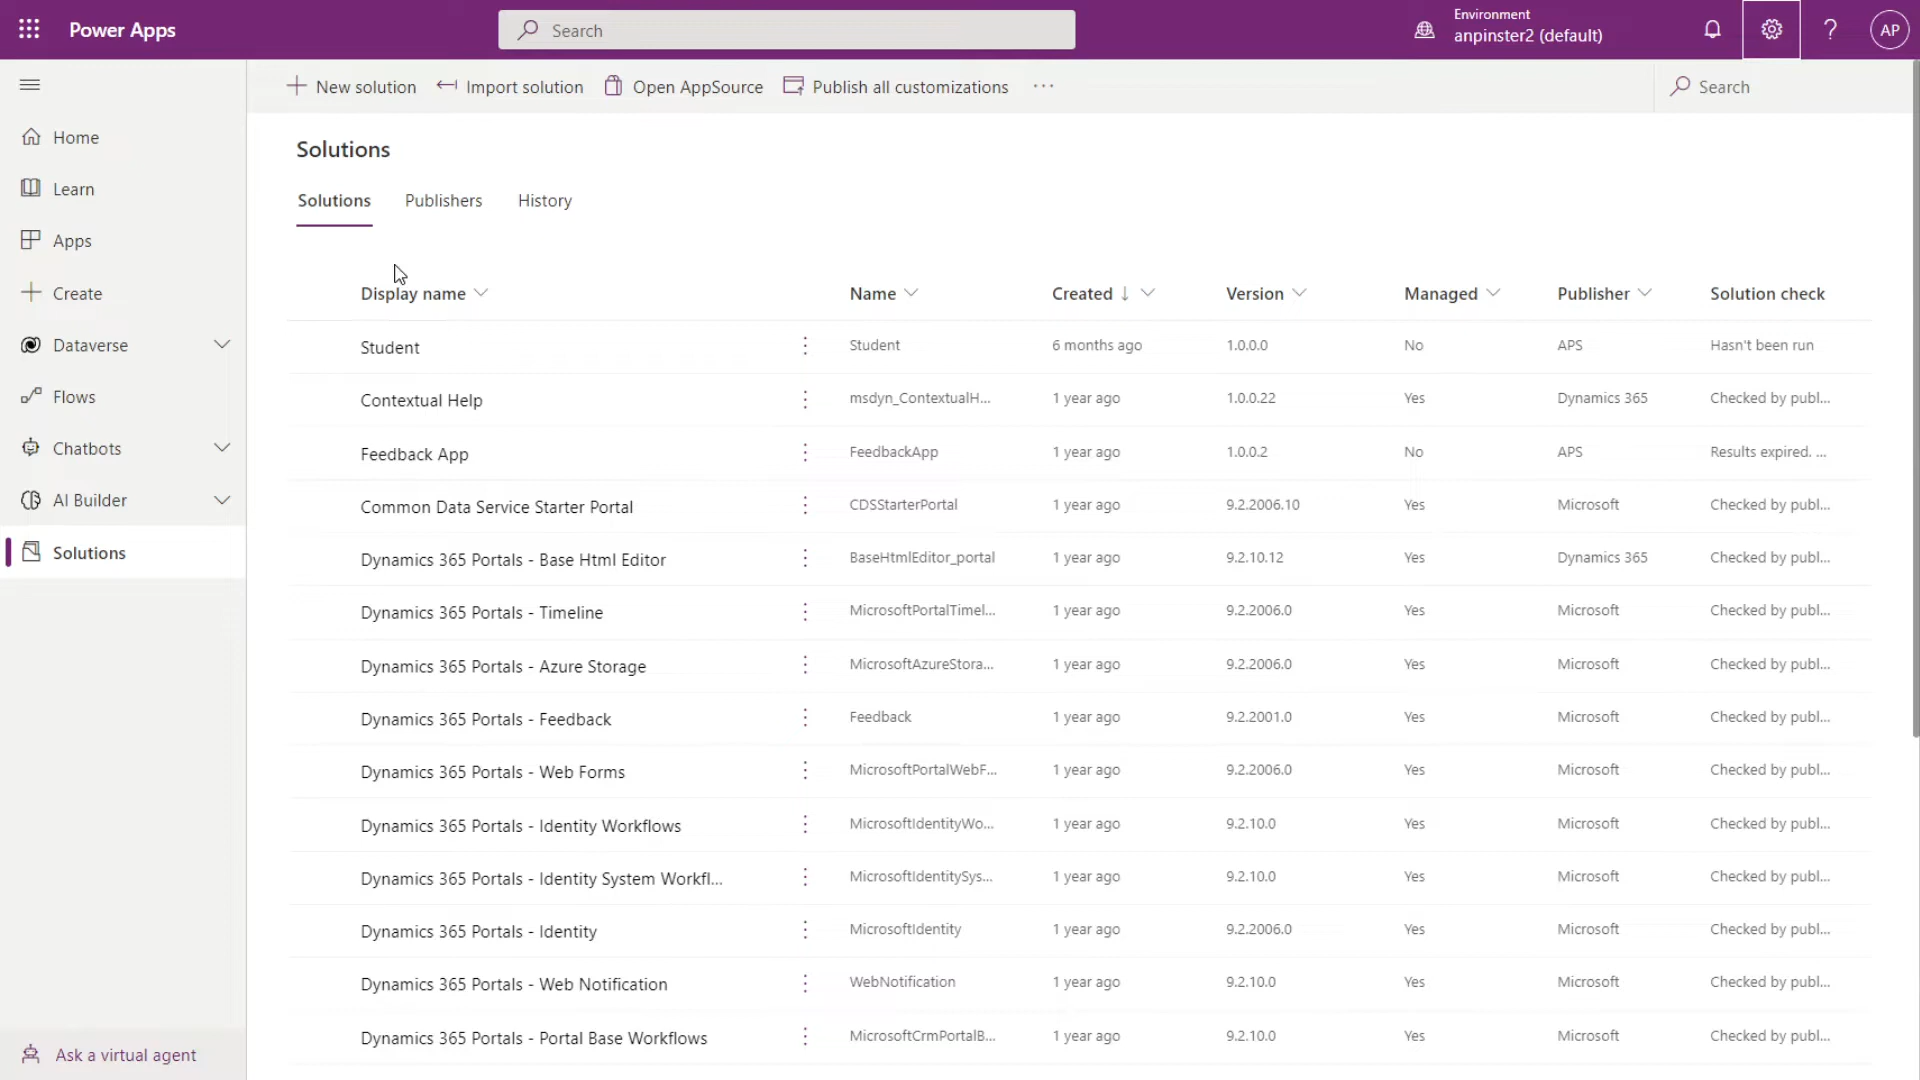 Power Apps
Search
Environment
anpinster2 (default)
AP
New solution
Import solution
Open AppSource
Publish all customizations
Search
Home
Learn
Apps
Create
Dataverse
Flows
Chatbots
AI Builder
Solutions
Ask a virtual agent
Solutions
Solutions Publishers History
Display name Name Created Version Managed Publisher Solution check
Student Student 6 months ago 1.0.0.0 No APS Hasn't been run
Contextual Help msdyn_ContextualH... 1 year ago 1.0.0.22 Yes Dynamics 365 Checked by publ...
Feedback App FeedbackApp 1 year ago 1.0.0.2 No APS Results expired. ...
Common Data Service Starter Portal CDSStarterPortal 1 year ago 9.2.2006.10 Yes Microsoft Checked by publ...
Dynamics 365 Portals - Base Html Editor BaseHtmlEditor_portal 1 year ago 9.2.10.12 Yes Dynamics 365 Checked by publ...
Dynamics 365 Portals - Timeline MicrosoftPortalTimel... 1 year ago 9.2.2006.0 Yes Microsoft Checked by publ...
Dynamics 365 Portals - Azure Storage MicrosoftAzureStora... 1 year ago 9.2.2006.0 Yes Microsoft Checked by publ...
Dynamics 365 Portals - Feedback Feedback 1 year ago 9.2.2001.0 Yes Microsoft Checked by publ...
Dynamics 365 Portals - Web Forms MicrosoftPortalWebF... 1 year ago 9.2.2006.0 Yes Microsoft Checked by publ...
Dynamics 365 Portals - Identity Workflows MicrosoftIdentityWo... 1 year ago 9.2.10.0 Yes Microsoft Checked by publ...
Dynamics 365 Portals - Identity System Workfl... MicrosoftIdentitySys... 1 year ago 9.2.10.0 Yes Microsoft Checked by publ...
Dynamics 365 Portals - Identity MicrosoftIdentity 1 year ago 9.2.2006.0 Yes Microsoft Checked by publ...
Dynamics 365 Portals - Web Notification WebNotification 1 year ago 9.2.10.0 Yes Microsoft Checked by publ...
Dynamics 365 Portals - Portal Base Workflows MicrosoftCrmPortalB... 1 year ago 9.2.10.0 Yes Microsoft Checked by publ...